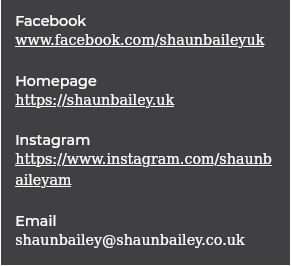 Facebook
www.facebook.com/shaunbaileyuk
Homepage
https://shaunbailey.uk
Instagram
https://www.instagram.com/shaunb
aileyam
Email
shaunbailey@shaunbailey.co.uk